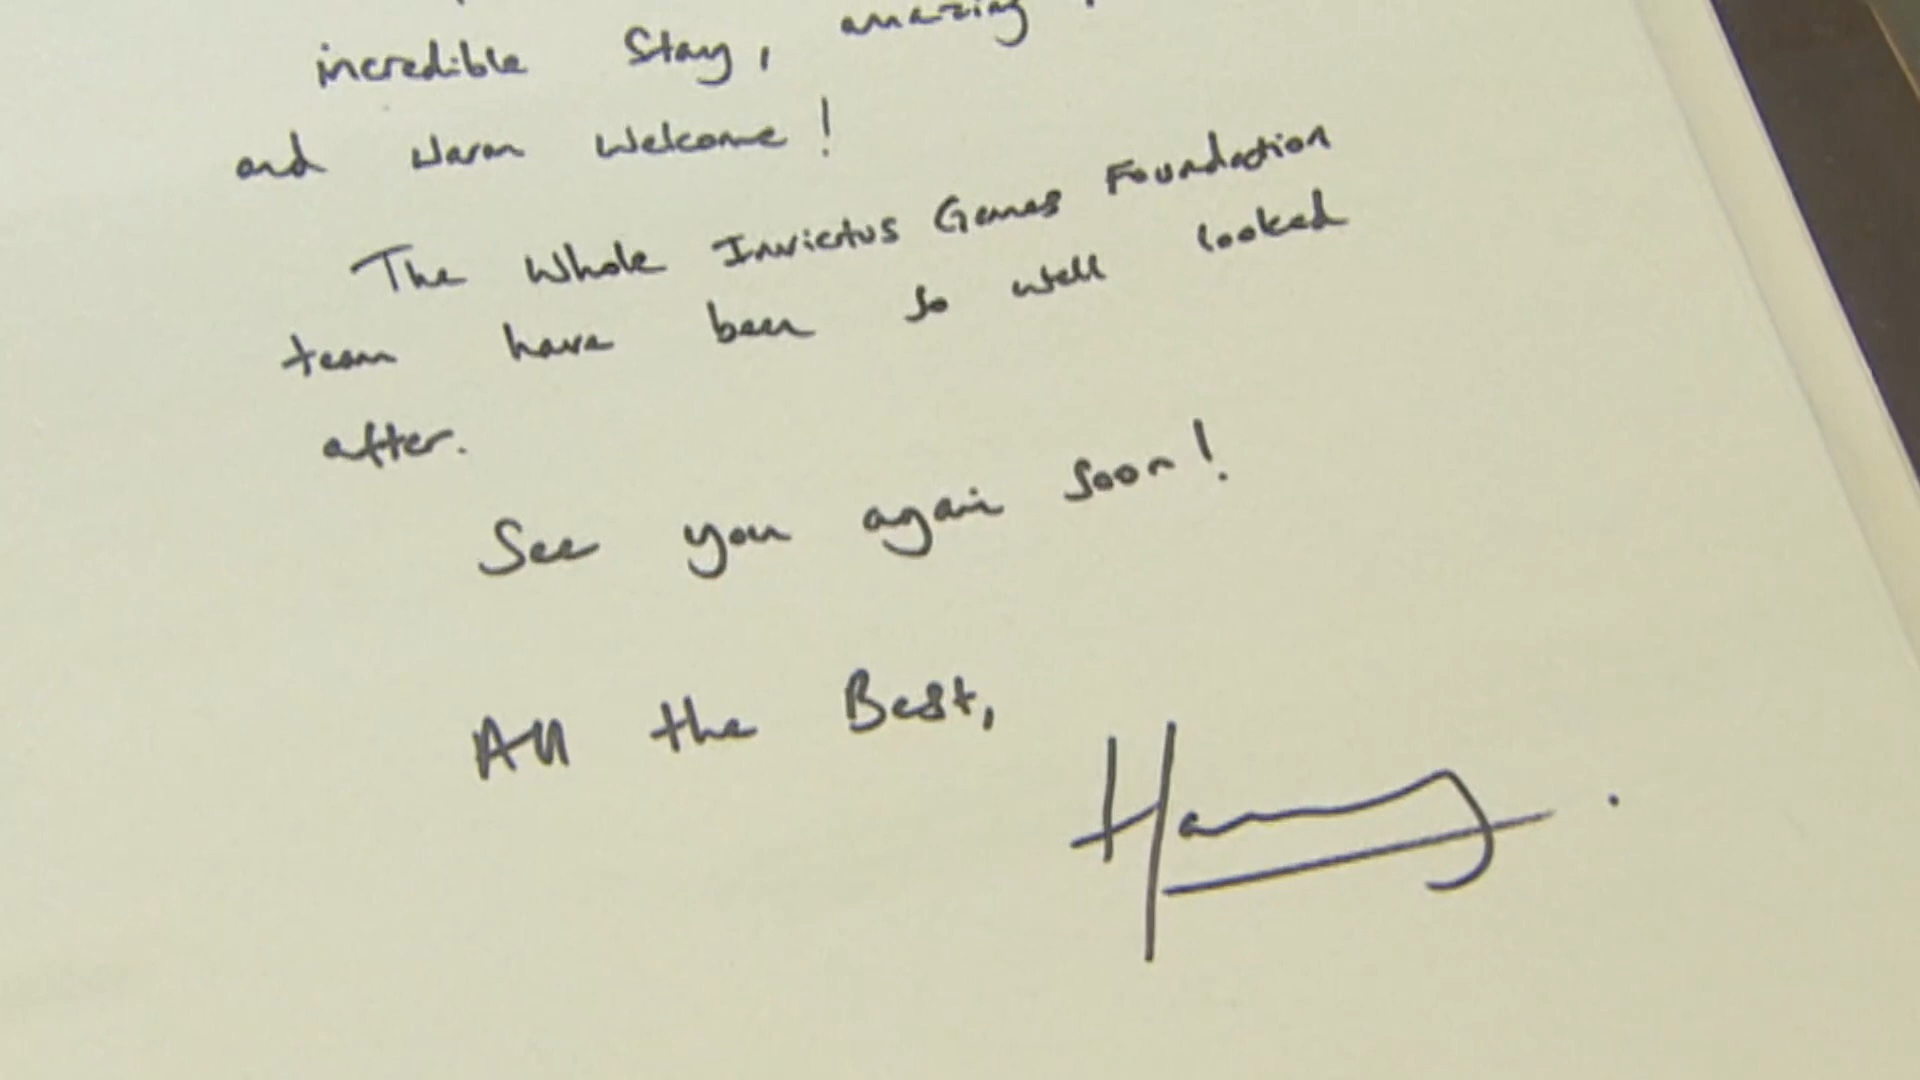 incredible Stay, amazing
and Warm Welcome!
The Whole Invictus Games Foundation
team have been so well looked
after.
See you again soon!
All the Best,
Harry.